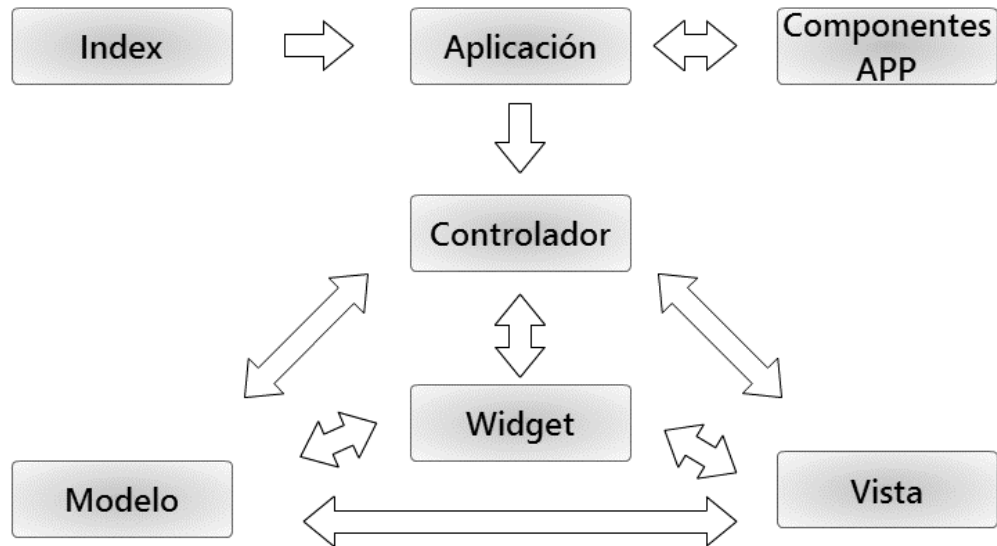 Index
Aplicación
Componentes
APP
Controlador
Widget
Modelo
Vista